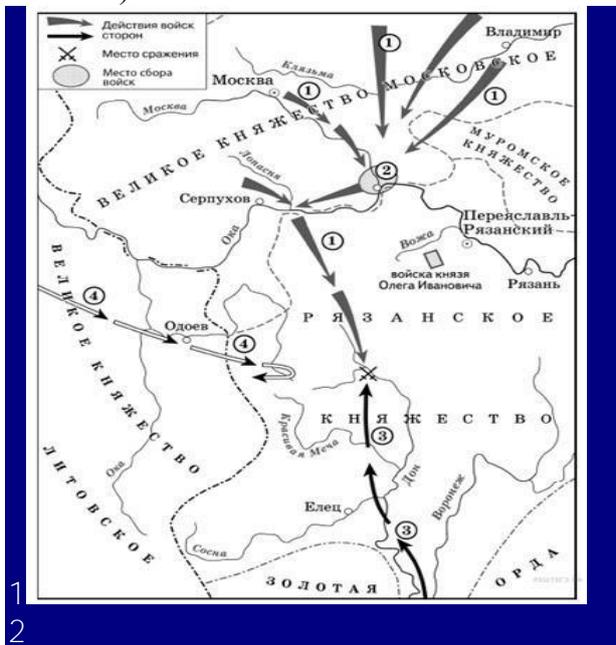 Действия войск
сторон
Место сражения
Место сбора
войск
1
Владимир
Клязьма
Москва
1
1
Москва
ВЕЛИКОЕ КНЯЖЕСТВО МОСКОВСКОЕ
МУРОМСКОЕ
КНЯЖЕСТВО
2
Лопасня
Серпухов
Ока
1
Переяславль-
Рязанский
Вожа
войска князя
Олега Ивановича
Рязань
4
Одоев
4
РЯЗАНСКОЕ
КНЯЖЕСТВО
3
Красивая Меча
Дон
Воронеж
ВЕЛИКОЕ КНЯЖЕСТВО
ЛИТОВСКОЕ
Ока
Елец
3
Сосна
ЗОЛОТАЯ
ОРДА
1
2